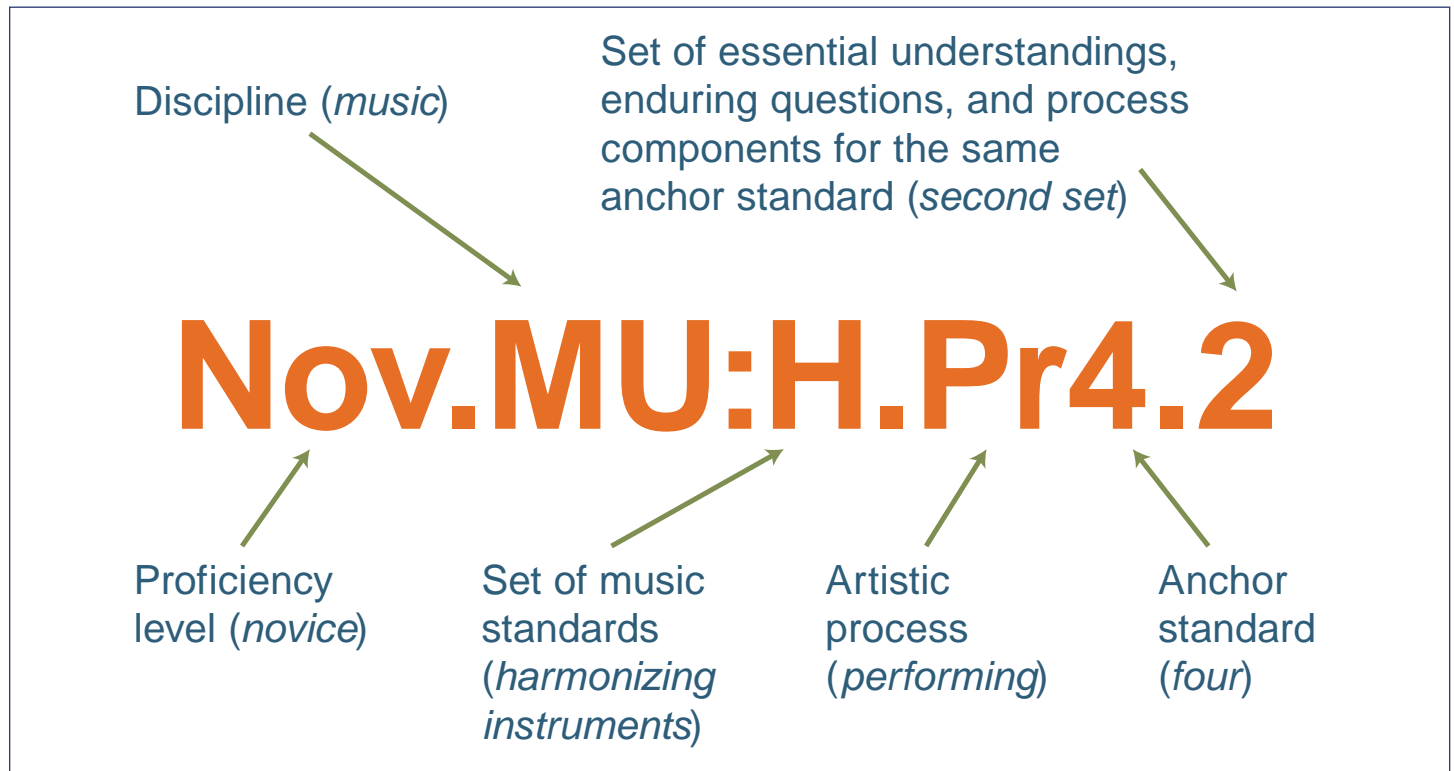 Discipline (music)
Set of essential understandings,
enduring questions, and process
components for the same
anchor standard (second set)
Nov.MU:H.Pr4.2
Proficiency
level (novice)
Set of music
standards
(harmonizing
instruments)
Artistic
process
(performing)
Anchor
standard
(four)